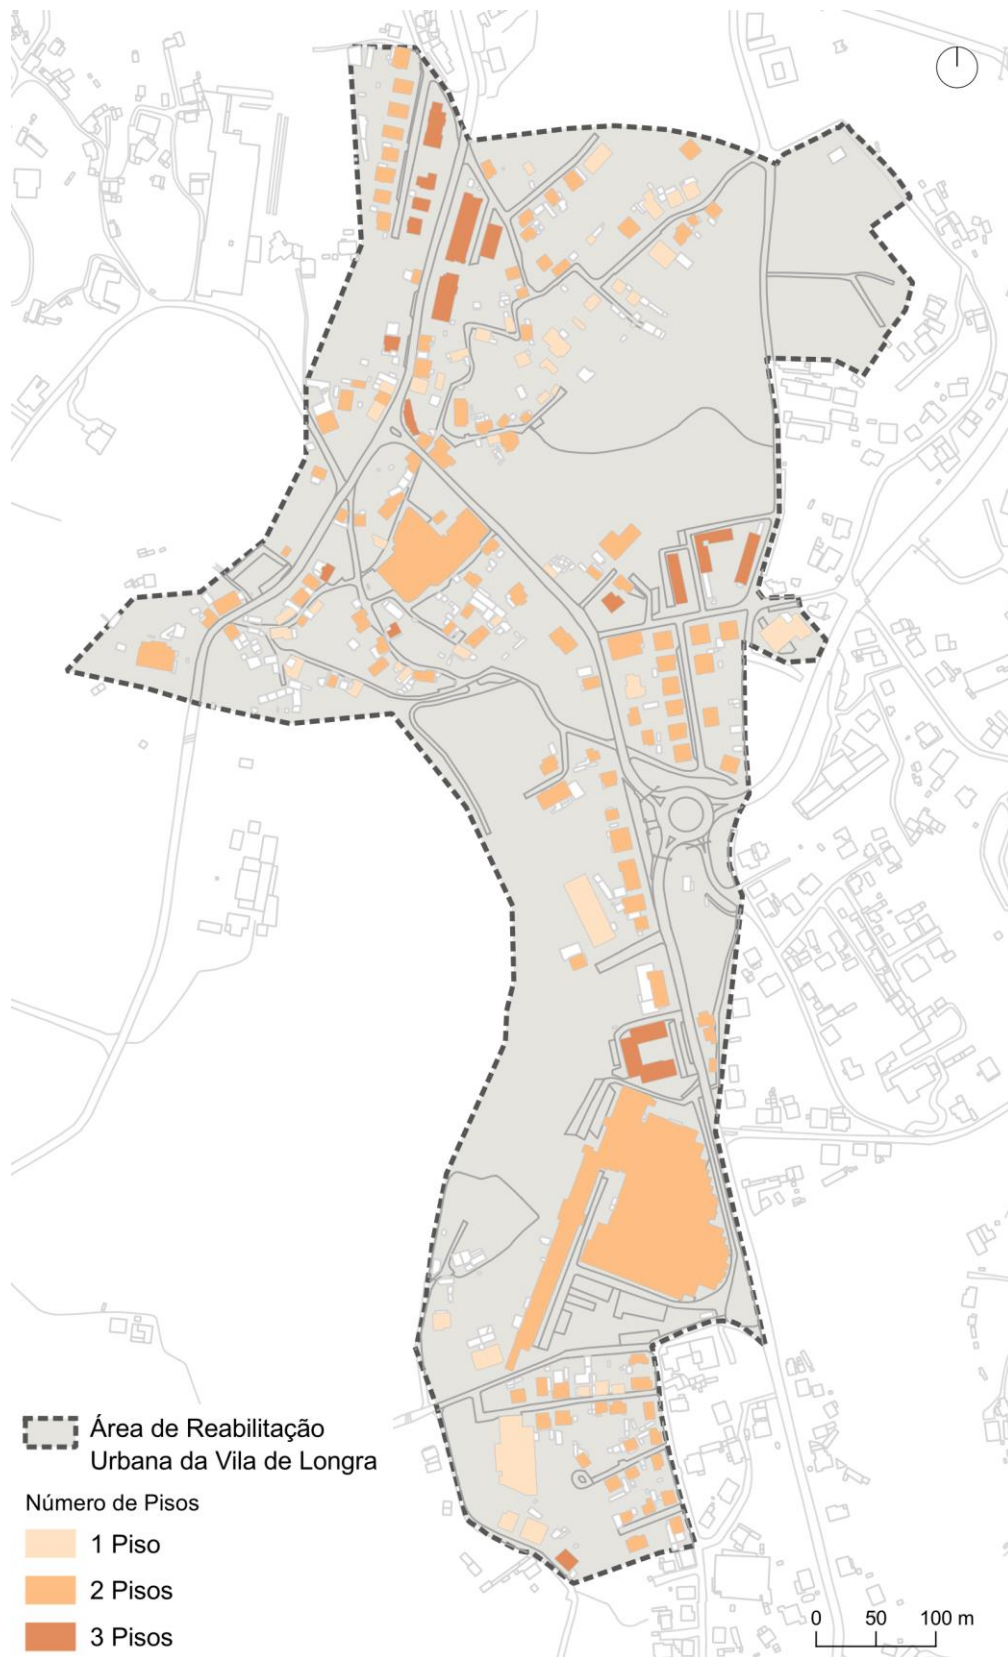 Área de Reabilitação
Urbana da Vila de Longra
Número de Pisos
1 Piso
2 Pisos
3 Pisos
0 50 100 m